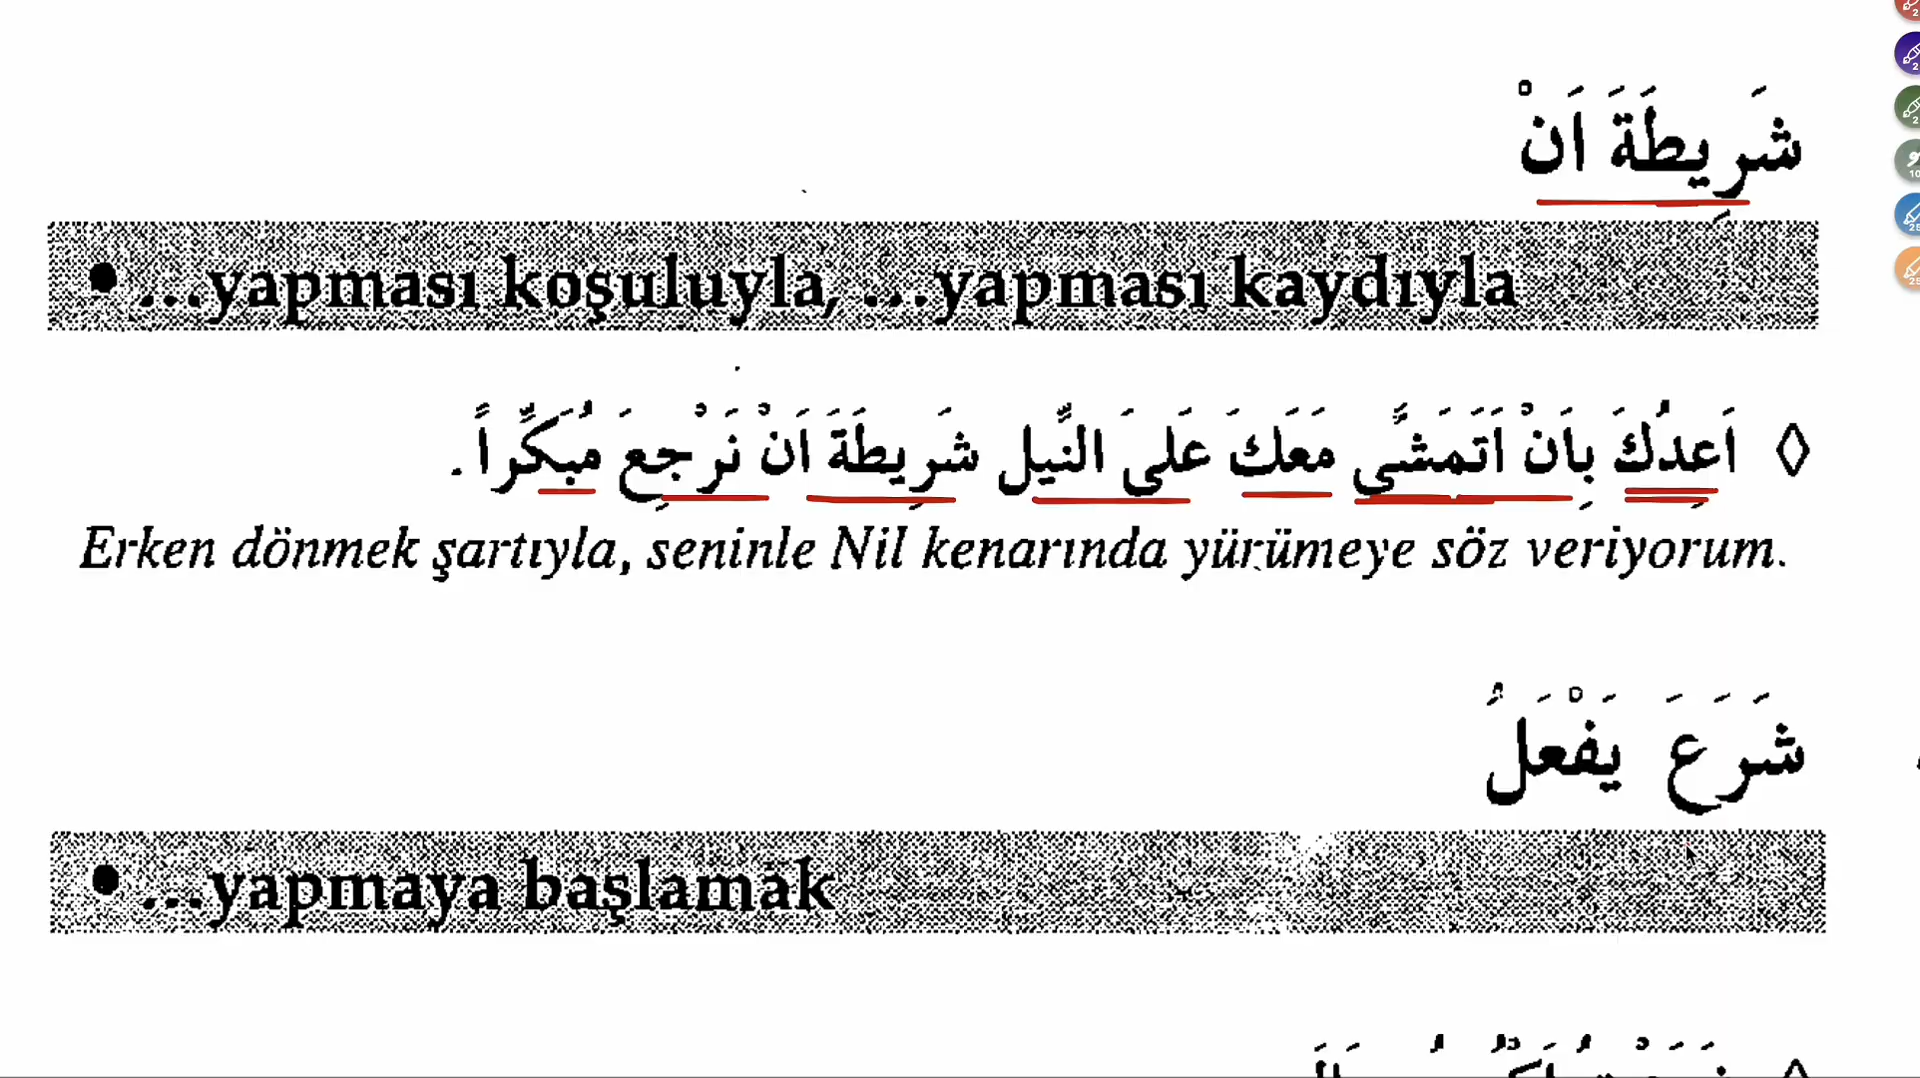 شَرِيطَةَ اَنْ
• ...yapması koşuluyla, ...yapması kaydıyla
◊ اَعِدُكَ بِاَنْ اَتَمَشَّى مَعَكَ عَلَى النِّيل شَرِيطَةَ اَنْ نَرْجِعَ مُبَكِّراً .
Erken dönmek şartıyla, seninle Nil kenarında yürümeye söz veriyorum.
شَرَعَ يَفْعَلُ
• ...yapmaya başlamak